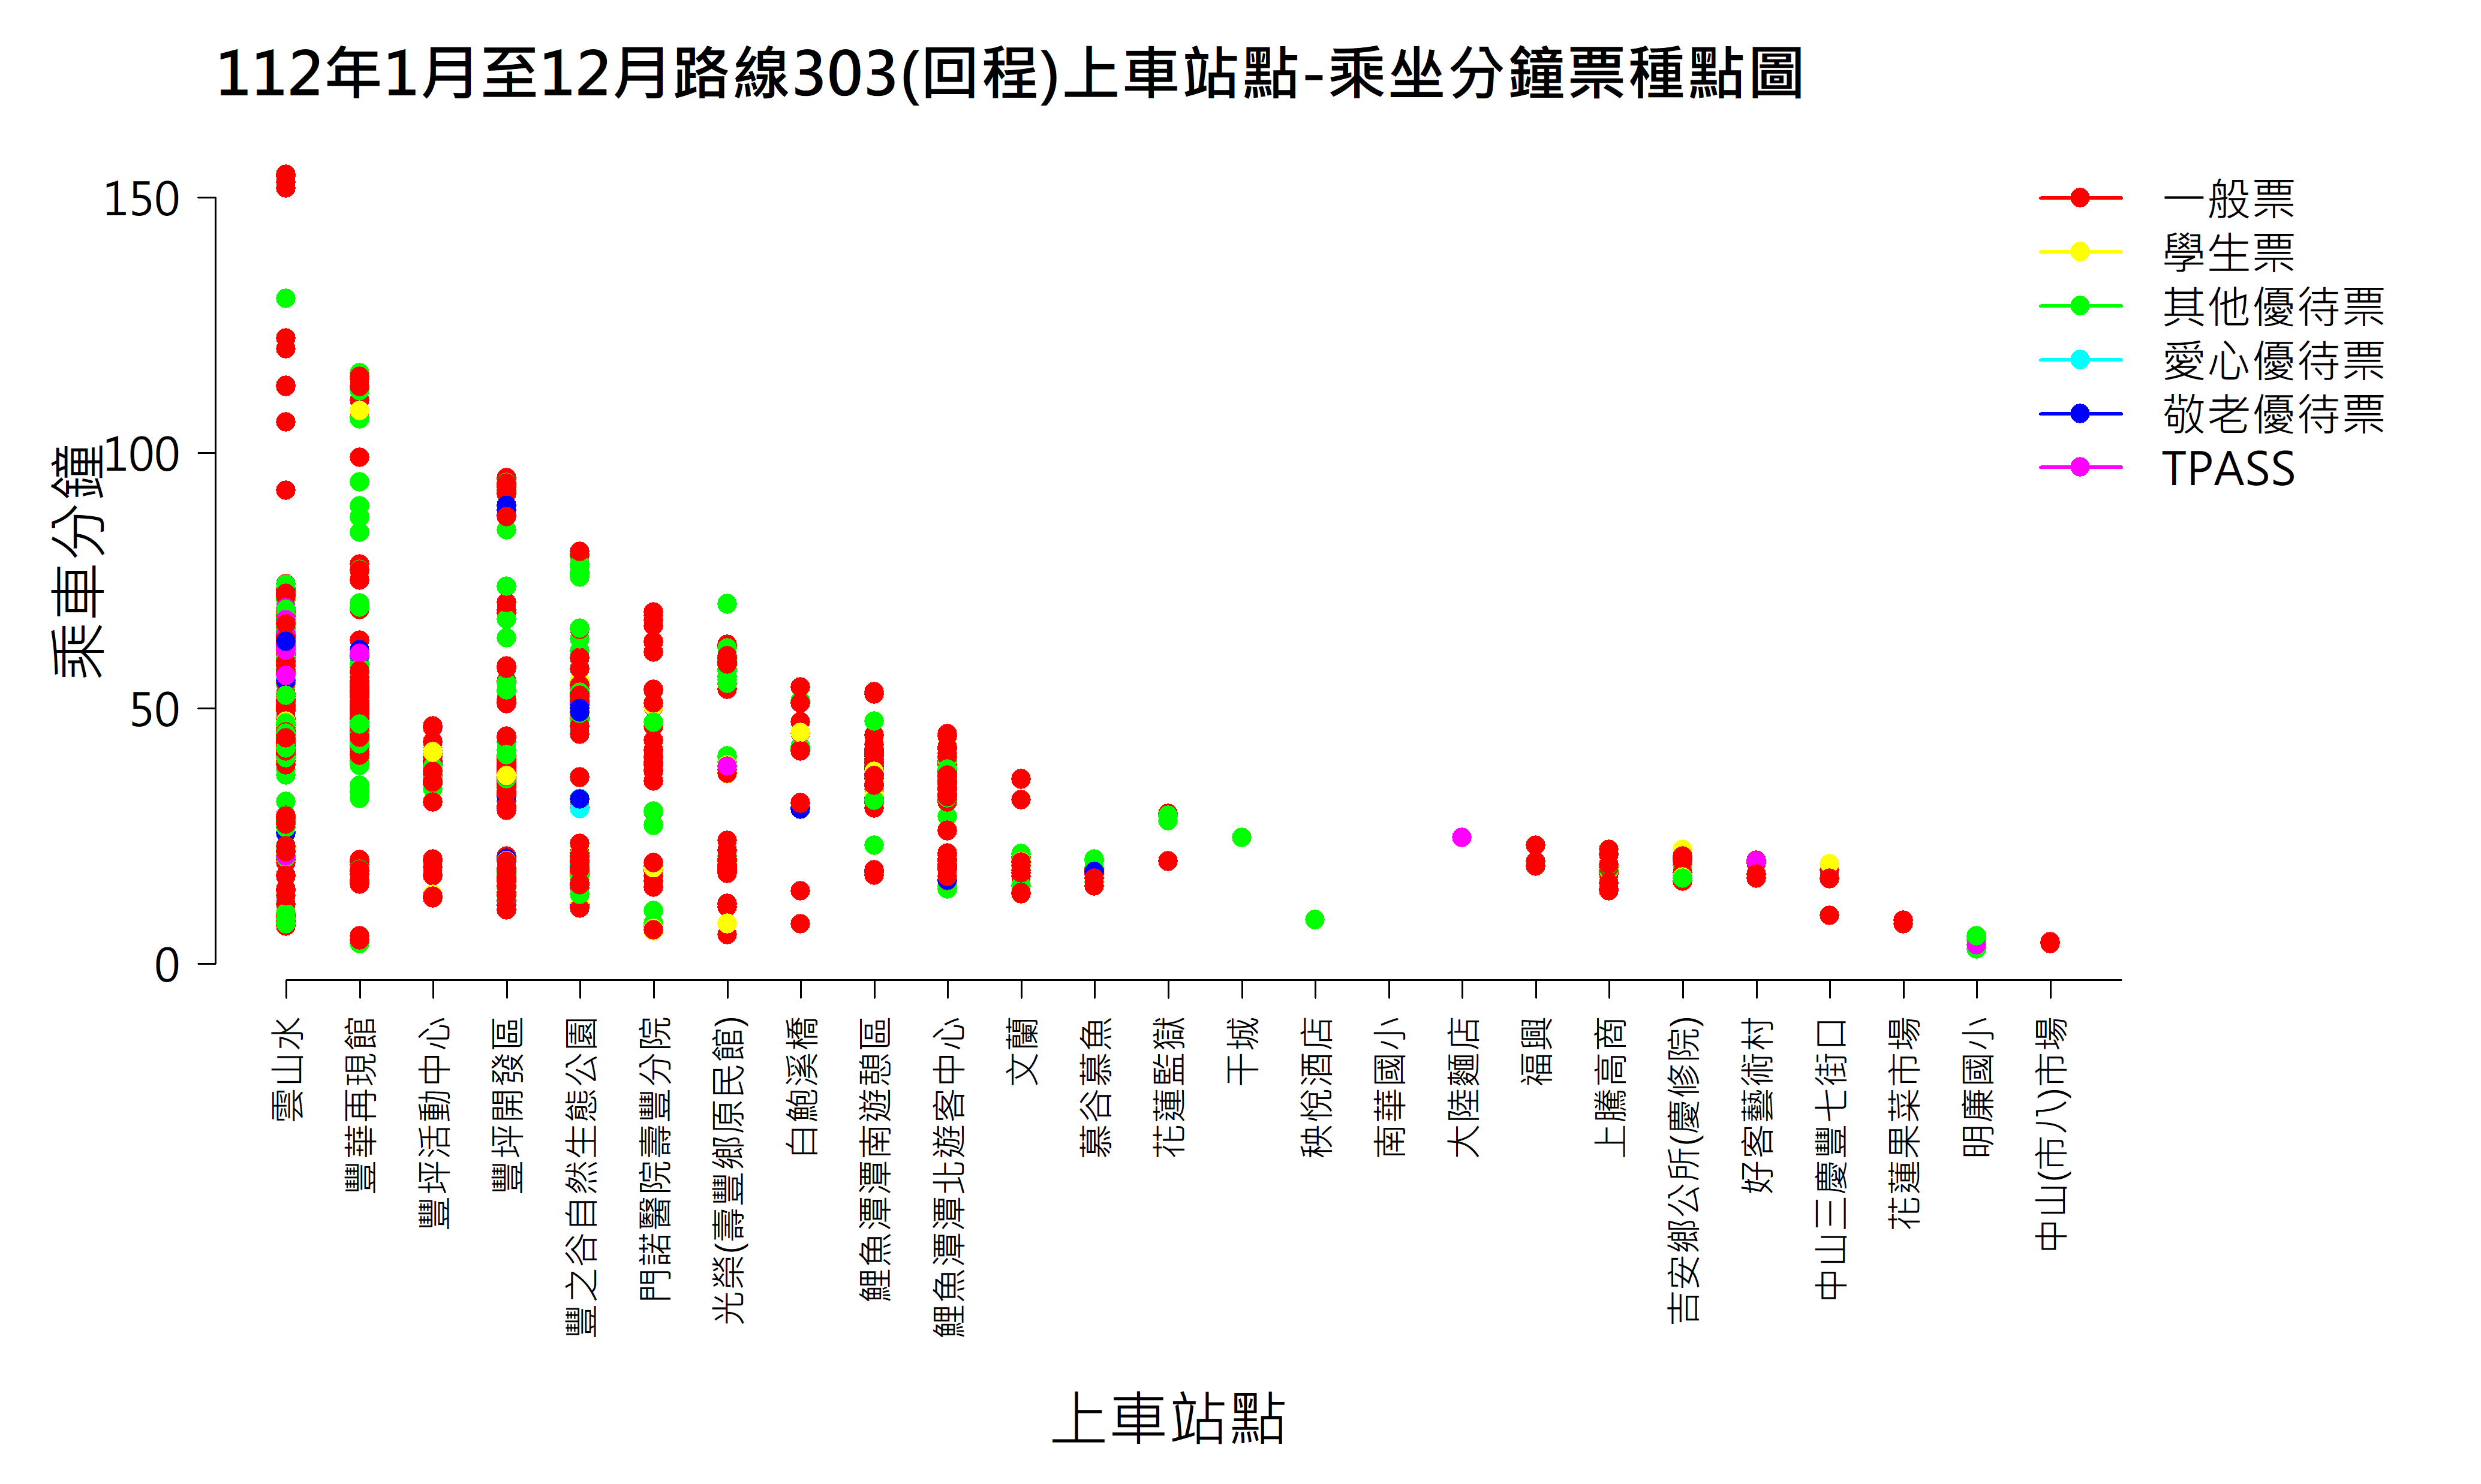 112年1月至12月路線303(回程)上車站點-乘坐分鐘票種點圖
乘車分鐘
150
100
50
0
一般票
學生票
其他優待票
愛心優待票
敬老優待票
TPASS
雲山水
豐華再現館
豐坪活動中心
豐坪開發區
豐之谷自然生態公園
門諾醫院壽豐分院
光榮(壽豐鄉原民館)
白鮑溪橋
鯉魚潭潭南遊憩區
鯉魚潭潭北遊客中心
文蘭
慕谷慕魚
花蓮監獄
干城
秧悅酒店
南華國小
大陸麵店
福興
上騰高商
吉安鄉公所(慶修院)
好客藝術村
中山三慶豐七街口
花蓮果菜市場
明廉國小
中山(市八)市場
上車站點